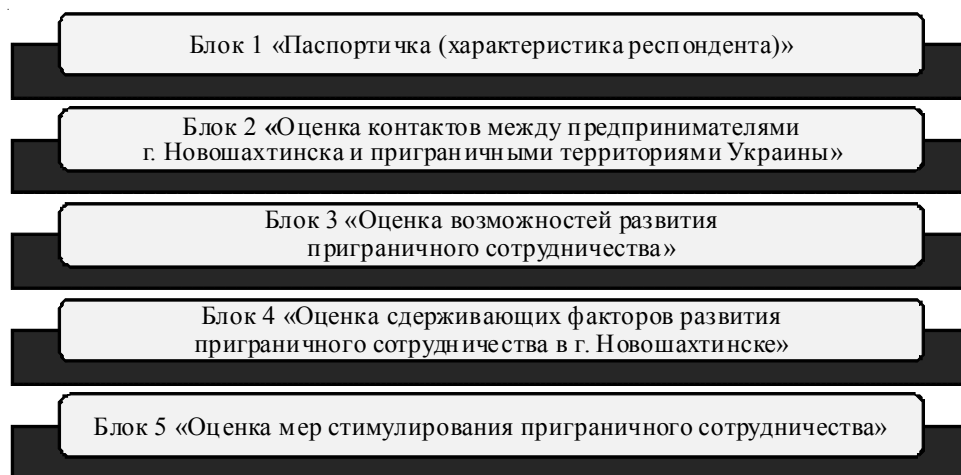 Блок 1 «Паспортичка (характеристика респондента)»
Блок 2 «Оценка контактов между предпринимателями
г. Новошахтинска и приграничными территориями Украины»
Блок 3 «Оценка возможностей развития
приграничного сотрудничества»
Блок 4 «Оценка сдерживающих факторов развития
приграничного сотрудничества в г. Новошахтинске»
Блок 5 «Оценка мер стимулирования приграничного сотрудничества»